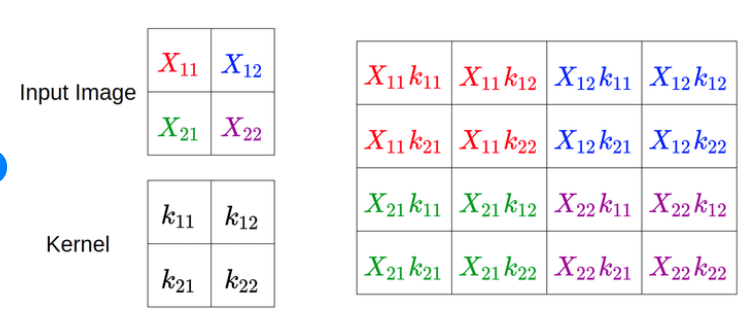 Input Image
X₁₁ X₁₂
X₂₁ X₂₂
Kernel
k₁₁ k₁₂
k₂₁ k₂₂
X₁₁k₁₁ X₁₁k₁₂ X₁₂k₁₁ X₁₂k₁₂
X₁₁k₂₁ X₁₁k₂₂ X₁₂k₂₁ X₁₂k₂₂
X₂₁k₁₁ X₂₁k₁₂ X₂₂k₁₁ X₂₂k₁₂
X₂₁k₂₁ X₂₁k₂₂ X₂₂k₂₁ X₂₂k₂₂